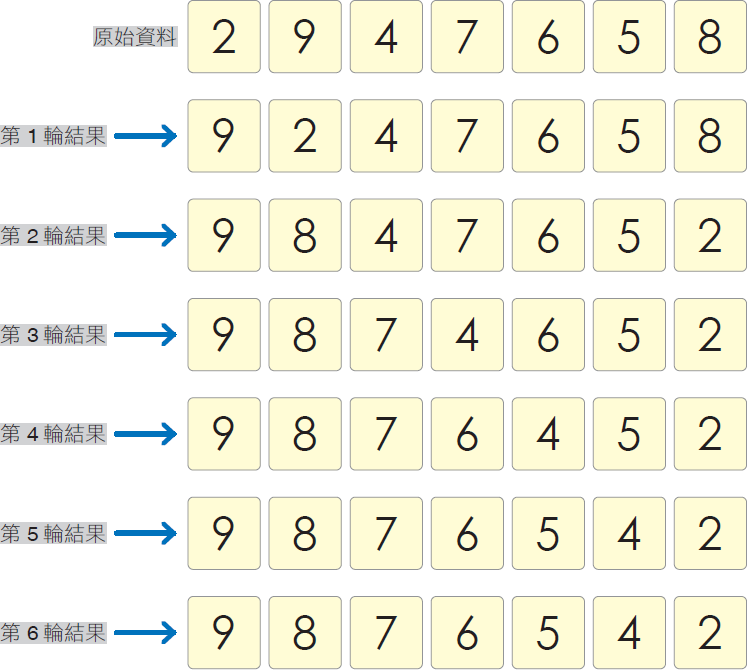 原始資料 2 9 4 7 6 5 8
第 1 輪結果 9 2 4 7 6 5 8
第 2 輪結果 9 8 4 7 6 5 2
第 3 輪結果 9 8 7 4 6 5 2
第 4 輪結果 9 8 7 6 4 5 2
第 5 輪結果 9 8 7 6 5 4 2
第 6 輪結果 9 8 7 6 5 4 2